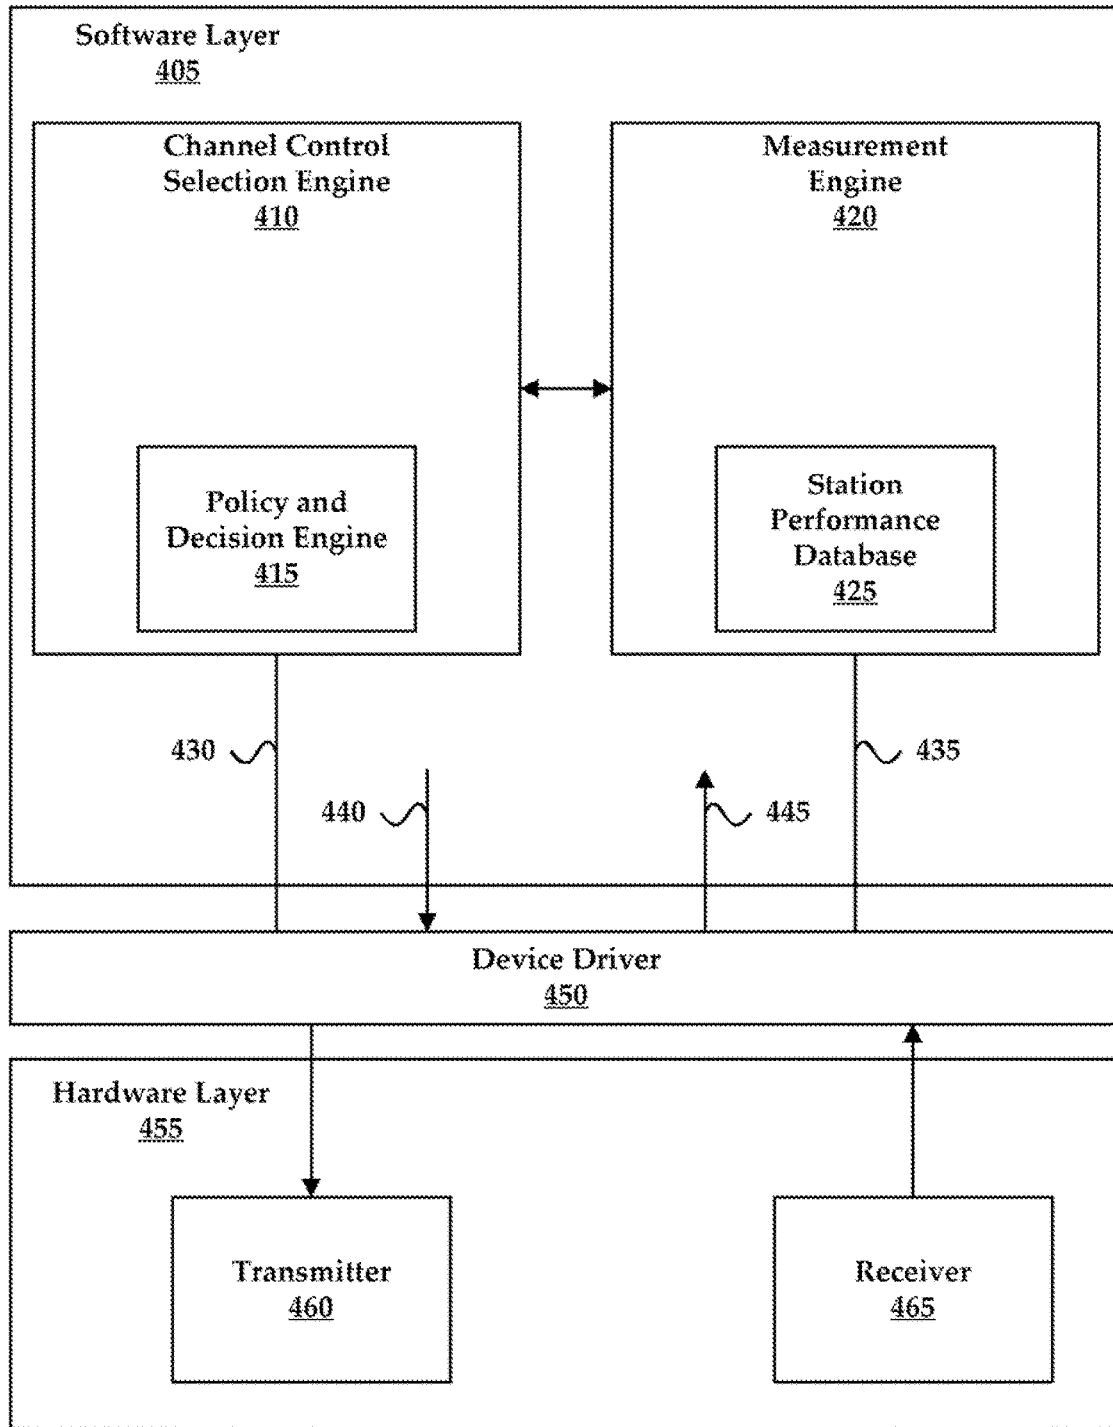 Software Layer
405
Channel Control
Selection Engine
410
Measurement
Engine
420
Policy and
Decision Engine
415
Station
Performance
Database
425
430
435
440
445
Device Driver
450
Hardware Layer
455
Transmitter
460
Receiver
465